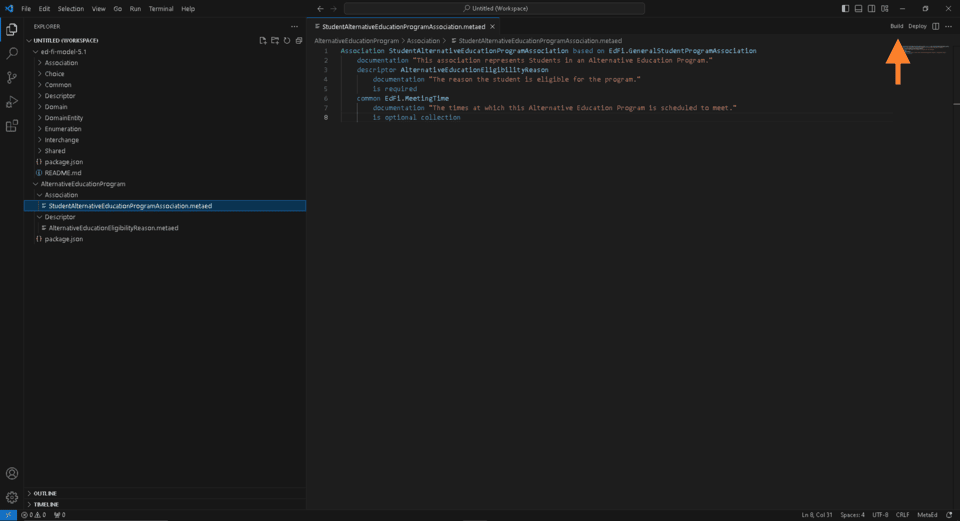 File Edit Selection View Go Run Terminal Help
Untitled (Workspace)
EXPLORER
UNTITLED (WORKSPACE)
ed-fi-model-5.1
Association
Choice
Common
Descriptor
Domain
DomainEntity
Enumeration
Interchange
Shared
package.json
README.md
AlternativeEducationProgram
Association
StudentAlternativeEducationProgramAssociation.metaed
Descriptor
AlternativeEducationEligibilityReason.metaed
package.json
OUTLINE
TIMELINE
StudentAlternativeEducationProgramAssociation.metaed
Build Deploy
AlternativeEducationProgram > Association > StudentAlternativeEducationProgramAssociation.metaed
1 Association StudentAlternativeEducationProgramAssociation based on EdFi.GeneralStudentProgramAssociation
2 documentation "This association represents Students in an Alternative Education Program."
3 descriptor AlternativeEducationEligibilityReason
4 documentation "The reason the student is eligible for the program."
5 is required
6 common EdFi.MeetingTime
7 documentation "The times at which this Alternative Education Program is scheduled to meet."
8 is optional collection
0 0 0
Ln 8, Col 31 Spaces: 4 UTF-8 CRLF MetaEd